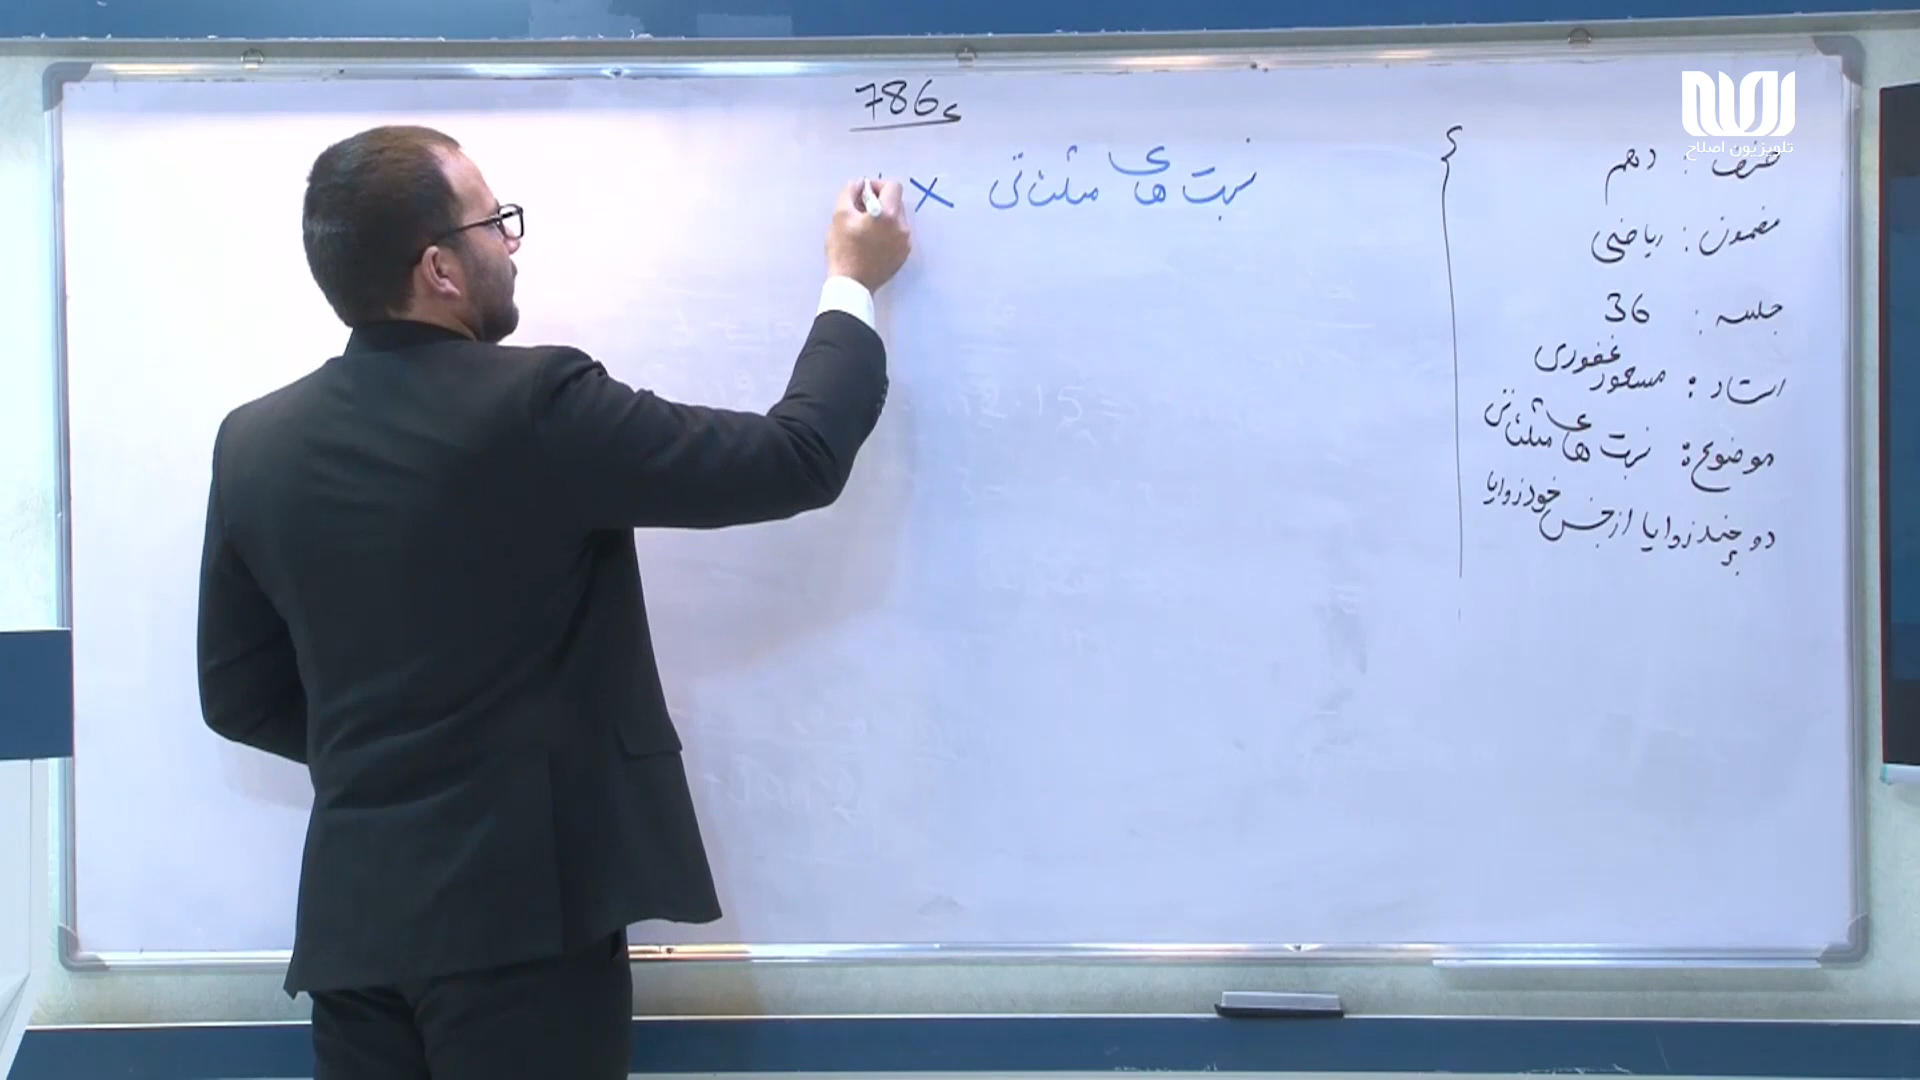 786
نسبت های مثلثاتی ×
تلویزیون اصلاح
صنف: دهم
مضمون: ریاضی
جلسه: 36
استاد: مسعود غفوری
موضوع: نسبت های مثلثاتی
دو چند زوایا از جنس خود زوایا